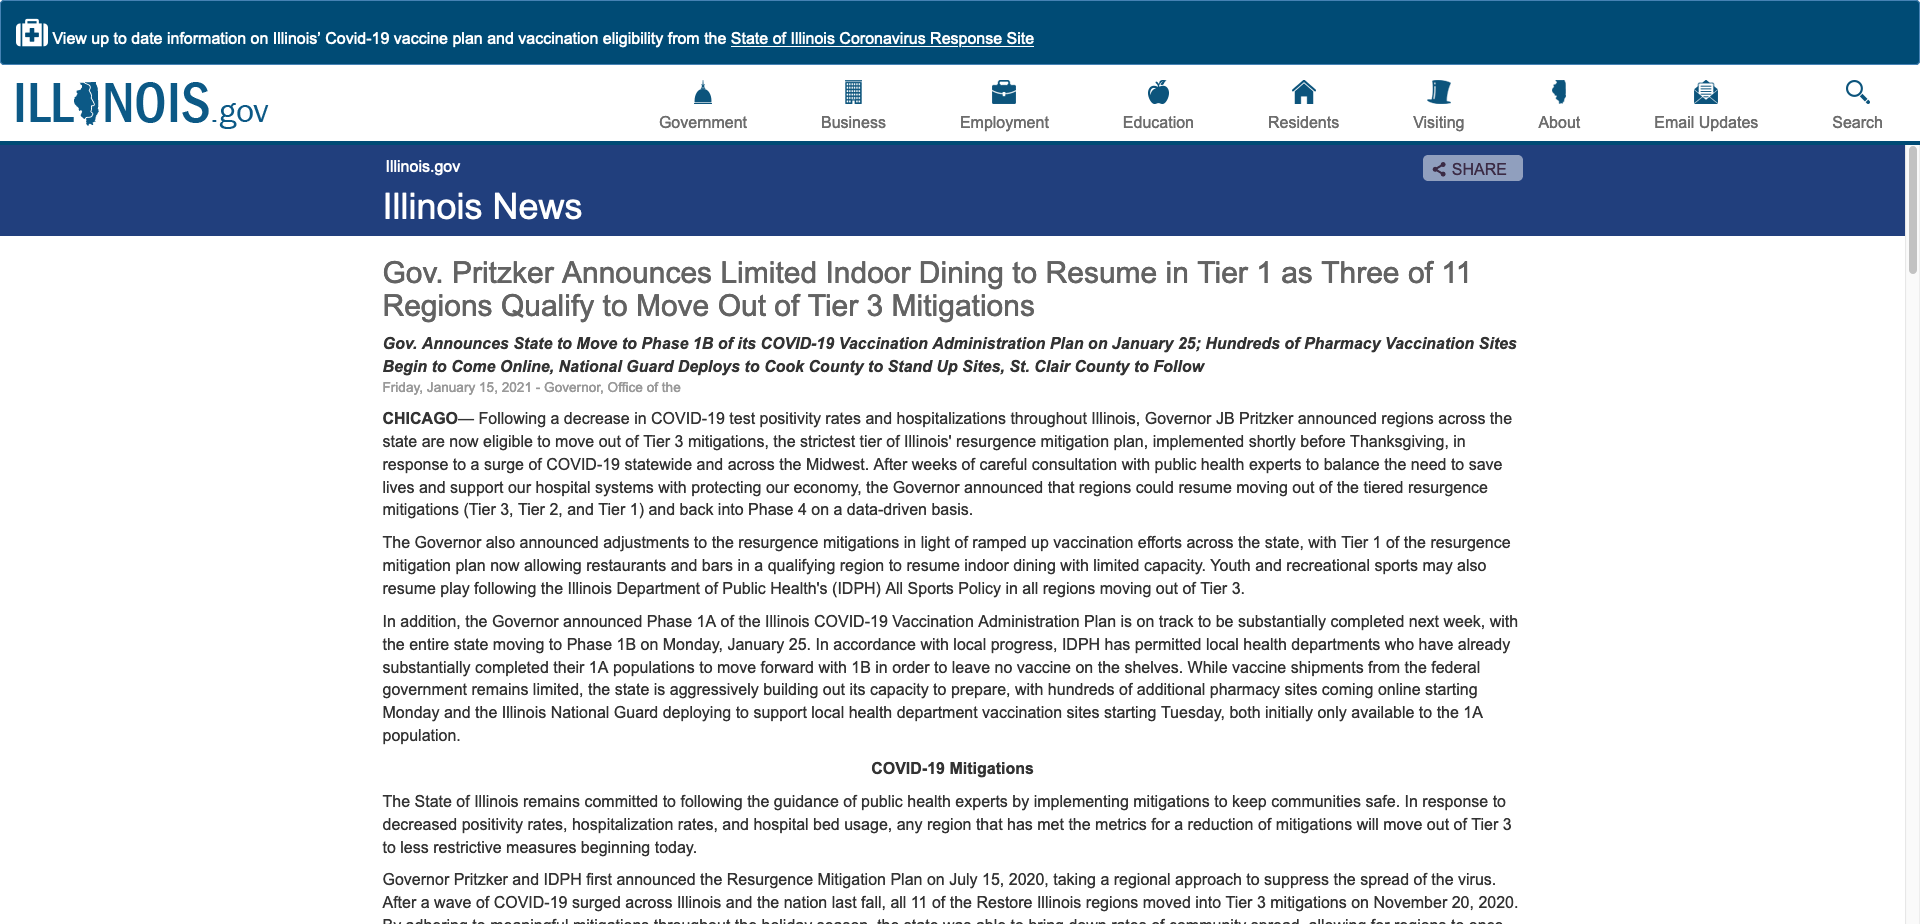 View up to date information on Illinois' Covid-19 vaccine plan and vaccination eligibility from the State of Illinois Coronavirus Response Site
ILLINOIS.gov
Government
Business
Employment
Education
Residents
Visiting
About
Email Updates
Search
Illinois.gov
SHARE
Illinois News
Gov. Pritzker Announces Limited Indoor Dining to Resume in Tier 1 as Three of 11
Regions Qualify to Move Out of Tier 3 Mitigations
Gov. Announces State to Move to Phase 1B of its COVID-19 Vaccination Administration Plan on January 25; Hundreds of Pharmacy Vaccination Sites
Begin to Come Online, National Guard Deploys to Cook County to Stand Up Sites, St. Clair County to Follow
Friday, January 15, 2021 - Governor, Office of the
CHICAGO— Following a decrease in COVID-19 test positivity rates and hospitalizations throughout Illinois, Governor JB Pritzker announced regions across the
state are now eligible to move out of Tier 3 mitigations, the strictest tier of Illinois' resurgence mitigation plan, implemented shortly before Thanksgiving, in
response to a surge of COVID-19 statewide and across the Midwest. After weeks of careful consultation with public health experts to balance the need to save
lives and support our hospital systems with protecting our economy, the Governor announced that regions could resume moving out of the tiered resurgence
mitigations (Tier 3, Tier 2, and Tier 1) and back into Phase 4 on a data-driven basis.
The Governor also announced adjustments to the resurgence mitigations in light of ramped up vaccination efforts across the state, with Tier 1 of the resurgence
mitigation plan now allowing restaurants and bars in a qualifying region to resume indoor dining with limited capacity. Youth and recreational sports may also
resume play following the Illinois Department of Public Health's (IDPH) All Sports Policy in all regions moving out of Tier 3.
In addition, the Governor announced Phase 1A of the Illinois COVID-19 Vaccination Administration Plan is on track to be substantially completed next week, with
the entire state moving to Phase 1B on Monday, January 25. In accordance with local progress, IDPH has permitted local health departments who have already
substantially completed their 1A populations to move forward with 1B in order to leave no vaccine on the shelves. While vaccine shipments from the federal
government remains limited, the state is aggressively building out its capacity to prepare, with hundreds of additional pharmacy sites coming online starting
Monday and the Illinois National Guard deploying to support local health department vaccination sites starting Tuesday, both initially only available to the 1A
population.
COVID-19 Mitigations
The State of Illinois remains committed to following the guidance of public health experts by implementing mitigations to keep communities safe. In response to
decreased positivity rates, hospitalization rates, and hospital bed usage, any region that has met the metrics for a reduction of mitigations will move out of Tier 3
to less restrictive measures beginning today.
Governor Pritzker and IDPH first announced the Resurgence Mitigation Plan on July 15, 2020, taking a regional approach to suppress the spread of the virus.
After a wave of COVID-19 surged across Illinois and the nation last fall, all 11 of the Restore Illinois regions moved into Tier 3 mitigations on November 20, 2020.
By adhering to meaningful mitigations throughout the holiday season, the state was able to bring down rates of community spread, allowing for regions to once